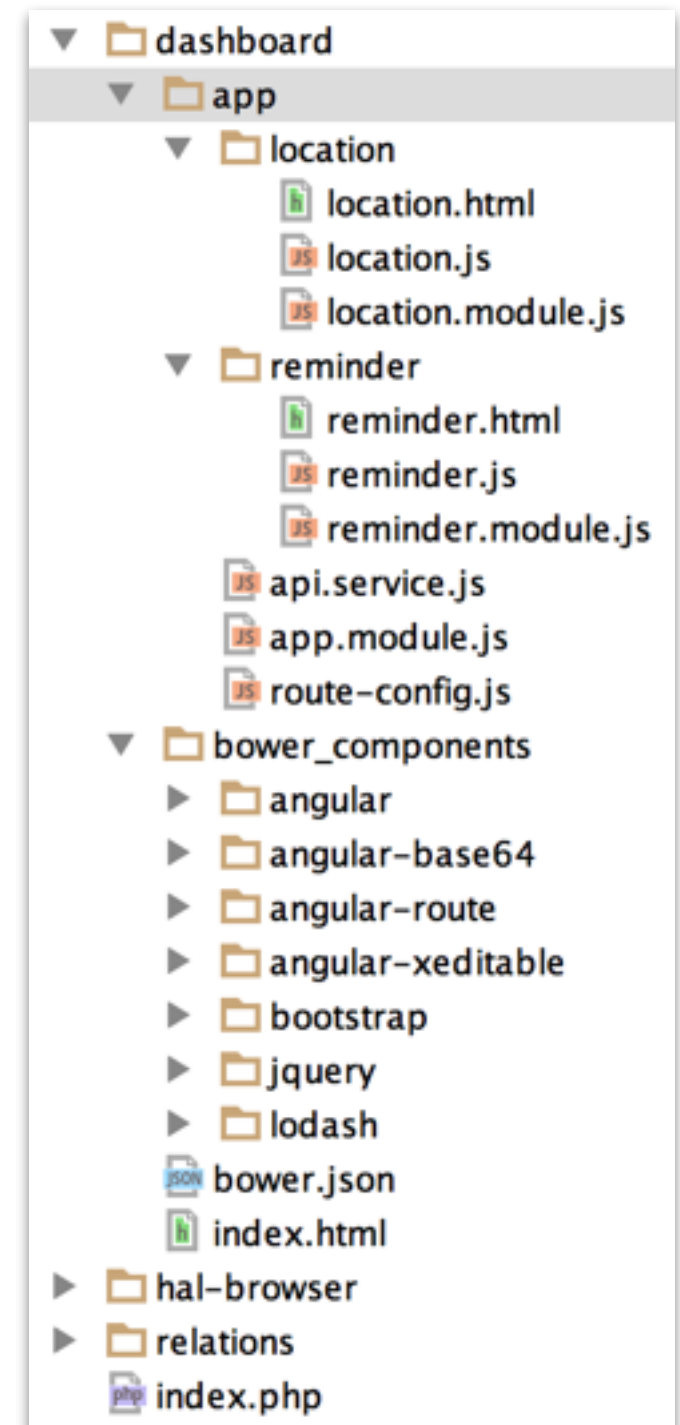 dashboard
app
location
location.html
location.js
location.module.js
reminder
reminder.html
reminder.js
reminder.module.js
api.service.js
app.module.js
route-config.js
bower_components
angular
angular-base64
angular-route
angular-xeditable
bootstrap
jquery
lodash
bower.json
index.html
hal-browser
relations
index.php